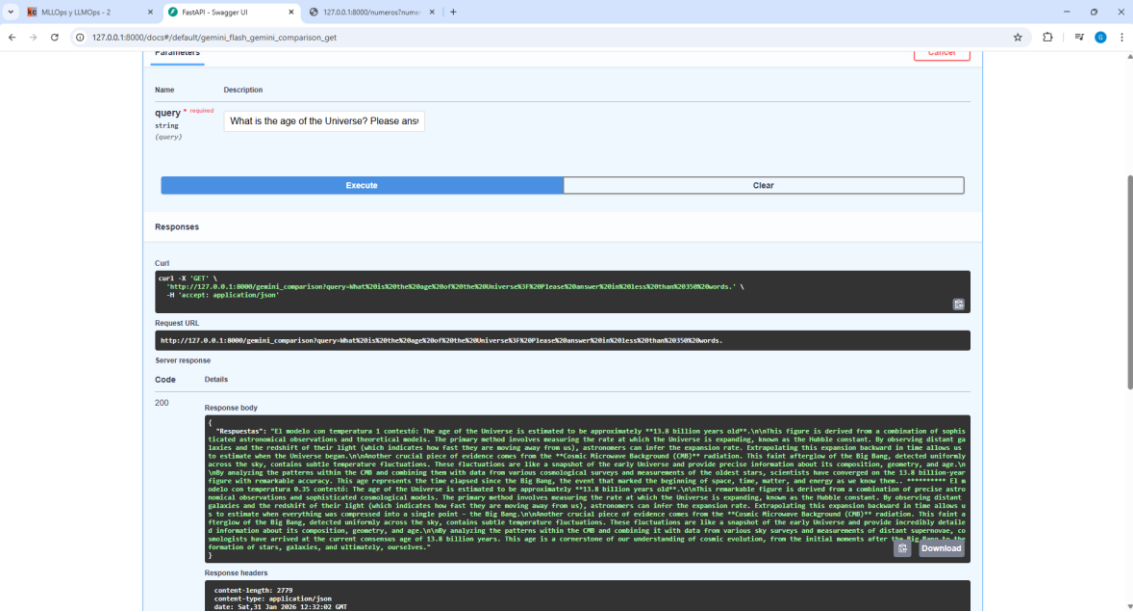 MLLOps y LLMOps - 2
FastAPI - Swagger UI
127.0.0.1:8000/numeros?nume
127.0.0.1:8000/docs#/default/gemini_flash_gemini_comparison_get
Parameters
Cancel
Name
Description
query * required
string
(query)
What is the age of the Universe? Please ans
Execute
Clear
Responses
Curl
curl -X 'GET' \
'http://127.0.0.1:8000/gemini_comparison?query=What%20is%20the%20age%20of%20the%20Universe%3F%20Please%20answer%20in%20less%20than%20350%20words.' \
-H 'accept: application/json'
Request URL
http://127.0.0.1:8000/gemini_comparison?query=What%20is%20the%20age%20of%20the%20Universe%3F%20Please%20answer%20in%20less%20than%20350%20words.
Server response
Code
Details
200
Response body
{
"Respuestas": "El modelo con temperatura 1 contestó: The age of the Universe is estimated to be approximately **13.8 billion years old**.\n\nThis figure is derived from a combination of sophis
ticated astronomical observations and theoretical models. The primary method involves measuring the rate at which the Universe is expanding, known as the Hubble constant. By observing distant ga
laxies and the redshift of their light (which indicates how fast they are moving away from us), astronomers can infer the expansion rate. Extrapolating this expansion backward in time allows us
to estimate when the Universe began.\n\nAnother crucial piece of evidence comes from the **Cosmic Microwave Background (CMB)** radiation. This faint afterglow of the Big Bang, detected uniformly
across the sky, contains subtle temperature fluctuations. These fluctuations are like a snapshot of the early Universe and provide precise information about its composition, geometry, and age.\n
\nBy analyzing the patterns within the CMB and combining them with data from various cosmological surveys and measurements of the oldest stars, scientists have converged on the 13.8 billion-year
figure with remarkable accuracy. This age represents the time elapsed since the Big Bang, the event that marked the beginning of space, time, matter, and energy as we know them.. ********** El m
odelo con temperatura 0.35 contestó: The age of the Universe is estimated to be approximately **13.8 billion years old**.\n\nThis remarkable figure is derived from a combination of precise astro
nomical observations and sophisticated cosmological models. The primary method involves measuring the rate at which the Universe is expanding, known as the Hubble constant. By observing distant
galaxies and the redshift of their light (which indicates how fast they are moving away from us), astronomers can infer the expansion rate. Extrapolating this expansion backward in time allows u
s to estimate when everything was compressed into a single point – the Big Bang.\n\nAnother crucial piece of evidence comes from the **Cosmic Microwave Background (CMB)** radiation. This faint a
fterglow of the Big Bang, detected uniformly across the sky, contains subtle temperature fluctuations. These fluctuations are like a snapshot of the early Universe and provide incredibly detaile
d information about its composition, geometry, and age.\n\nBy analyzing the patterns within the CMB and combining it with data from various sky surveys and measurements of distant supernovae, co
smologists have arrived at the current consensus age of 13.8 billion years. This age is a cornerstone of our understanding of cosmic evolution, from the initial moments after the Big Bang to the
formation of stars, galaxies, and ultimately, ourselves."
}
Download
Response headers
content-length: 2779
content-type: application/json
date: Sat,31 Jan 2026 12:32:02 GMT